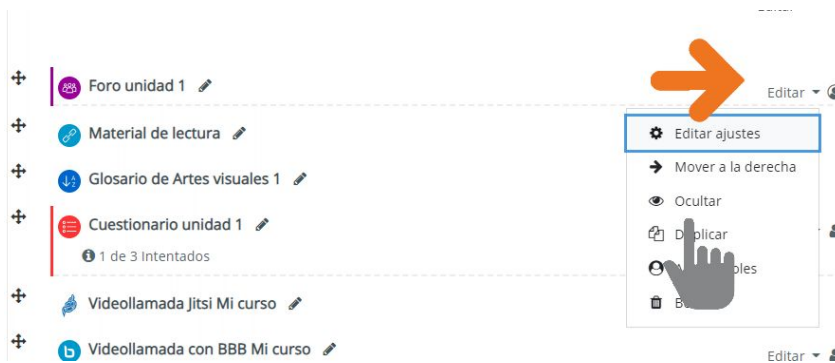 Foro unidad 1
Editar
Material de lectura
Editar ajustes
Mover a la derecha
Glosario de Artes visuales 1
Ocultar
Cuestionario unidad 1
Duplicar
1 de 3 Intentados
Videollamada Jitsi Mi curso
Videollamada con BBB Mi curso
Editar